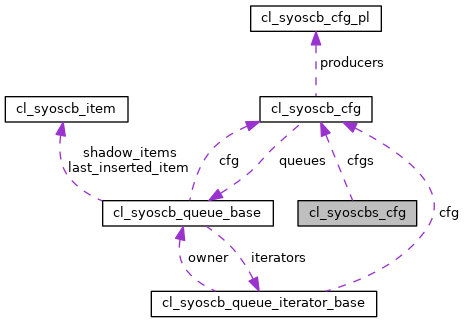 cl_syoscb_cfg_pl
producers
cl_syoscb_item
cl_syoscb_cfg
shadow_items
last_inserted_item
cfg
queues
cfgs
cl_syoscb_queue_base
cl_syoscbs_cfg
cfg
owner
iterators
cl_syoscb_queue_iterator_base